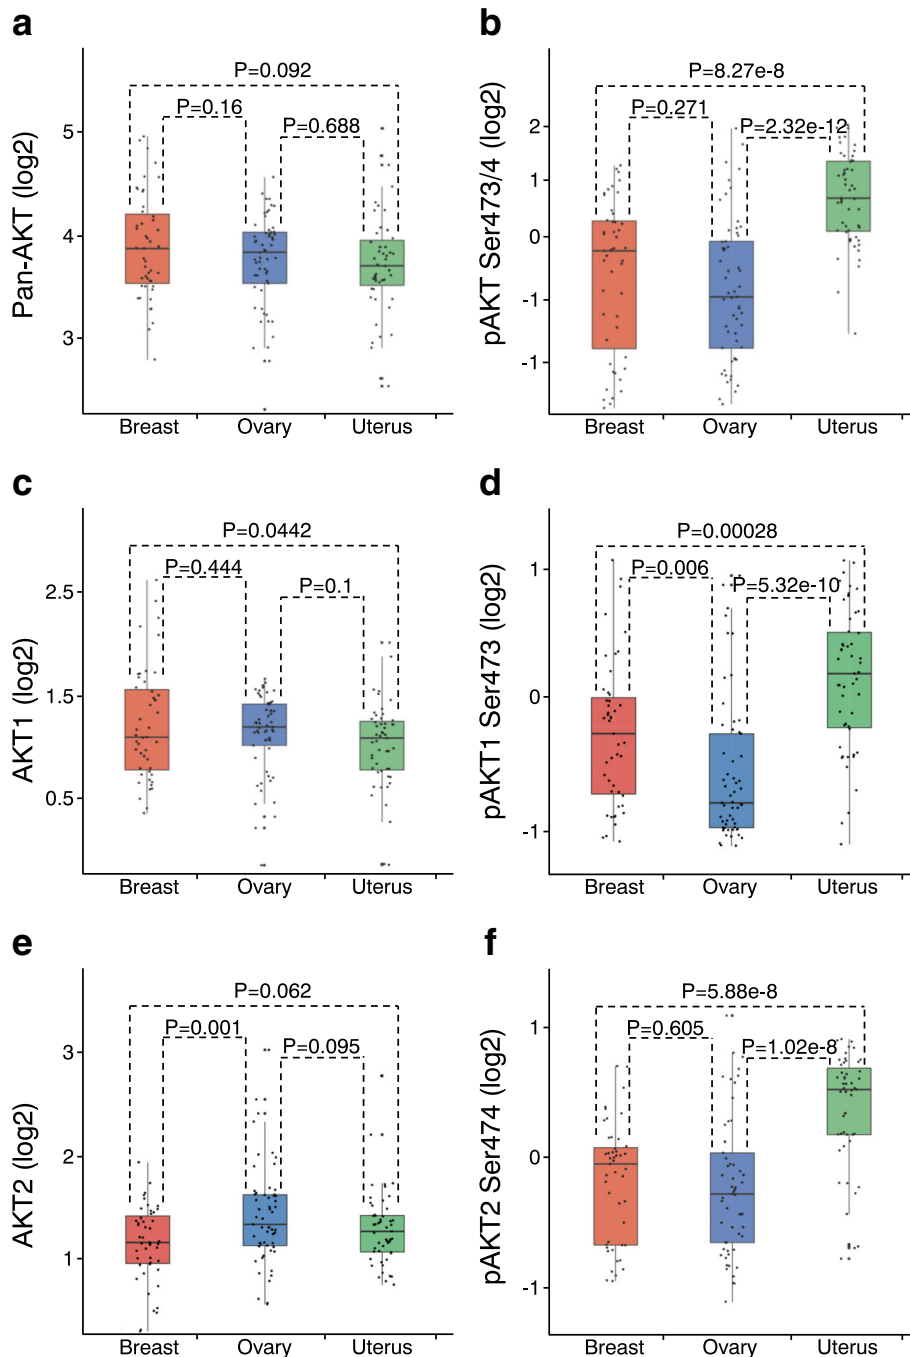 a
P=0.092
P=0.16
P=0.688
Pan-AKT (log2)
5
4
3
Breast Ovary Uterus
b
P=8.27e-8
P=0.271
P=2.32e-12
pAKT Ser473/4 (log2)
2
1
0
-1
-1
Breast Ovary Uterus
c
P=0.0442
P=0.444
P=0.1
AKT1 (log2)
2.5
1.5
0.5
Breast Ovary Uterus
d
P=0.00028
P=0.006
P=5.32e-10
pAKT1 Ser473 (log2)
1
0
-1
Breast Ovary Uterus
e
P=0.062
P=0.001
P=0.095
AKT2 (log2)
3
2
1
Breast Ovary Uterus
f
P=5.88e-8
P=0.605
P=1.02e-8
pAKT2 Ser474 (log2)
1
0
-1
Breast Ovary Uterus